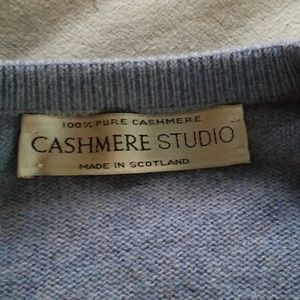 100% PURE CASHMERE
CASHMERE STUDIO
MADE IN SCOTLAND